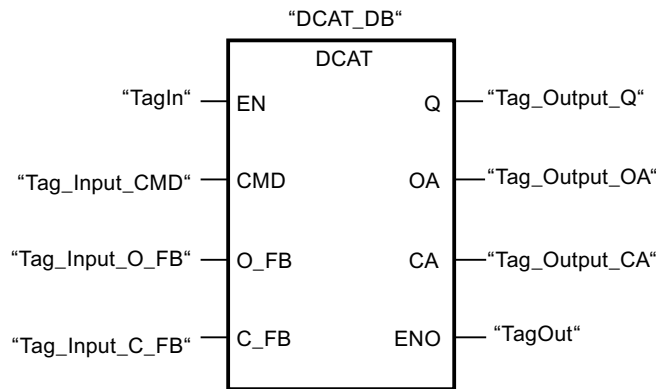 "DCAT_DB“
DCAT
“TagIn“ EN Q “Tag_Output_Q“
“Tag_Input_CMD“ CMD OA “Tag_Output_OA“
“Tag_Input_O_FB“ O_FB CA “Tag_Output_CA“
“Tag_Input_C_FB“ C_FB ENO “TagOut“